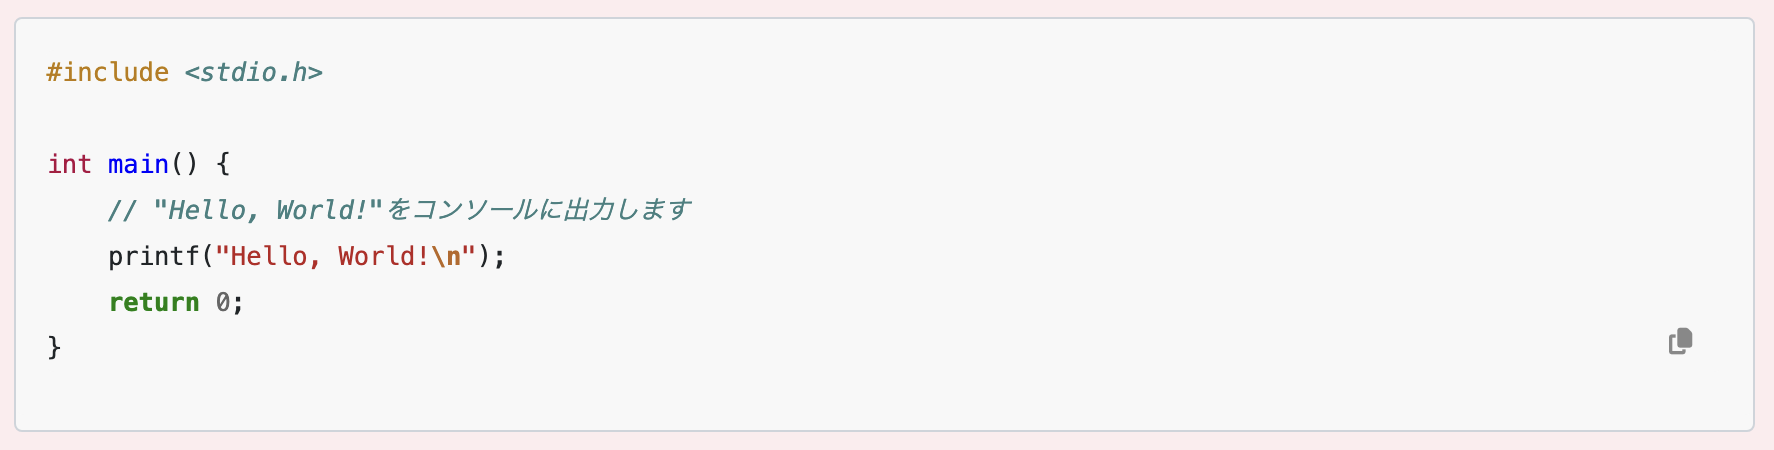 #include <stdio.h>
int main() {
// "Hello, World!"をコンソールに出力します
printf("Hello, World!\n");
return 0;
}